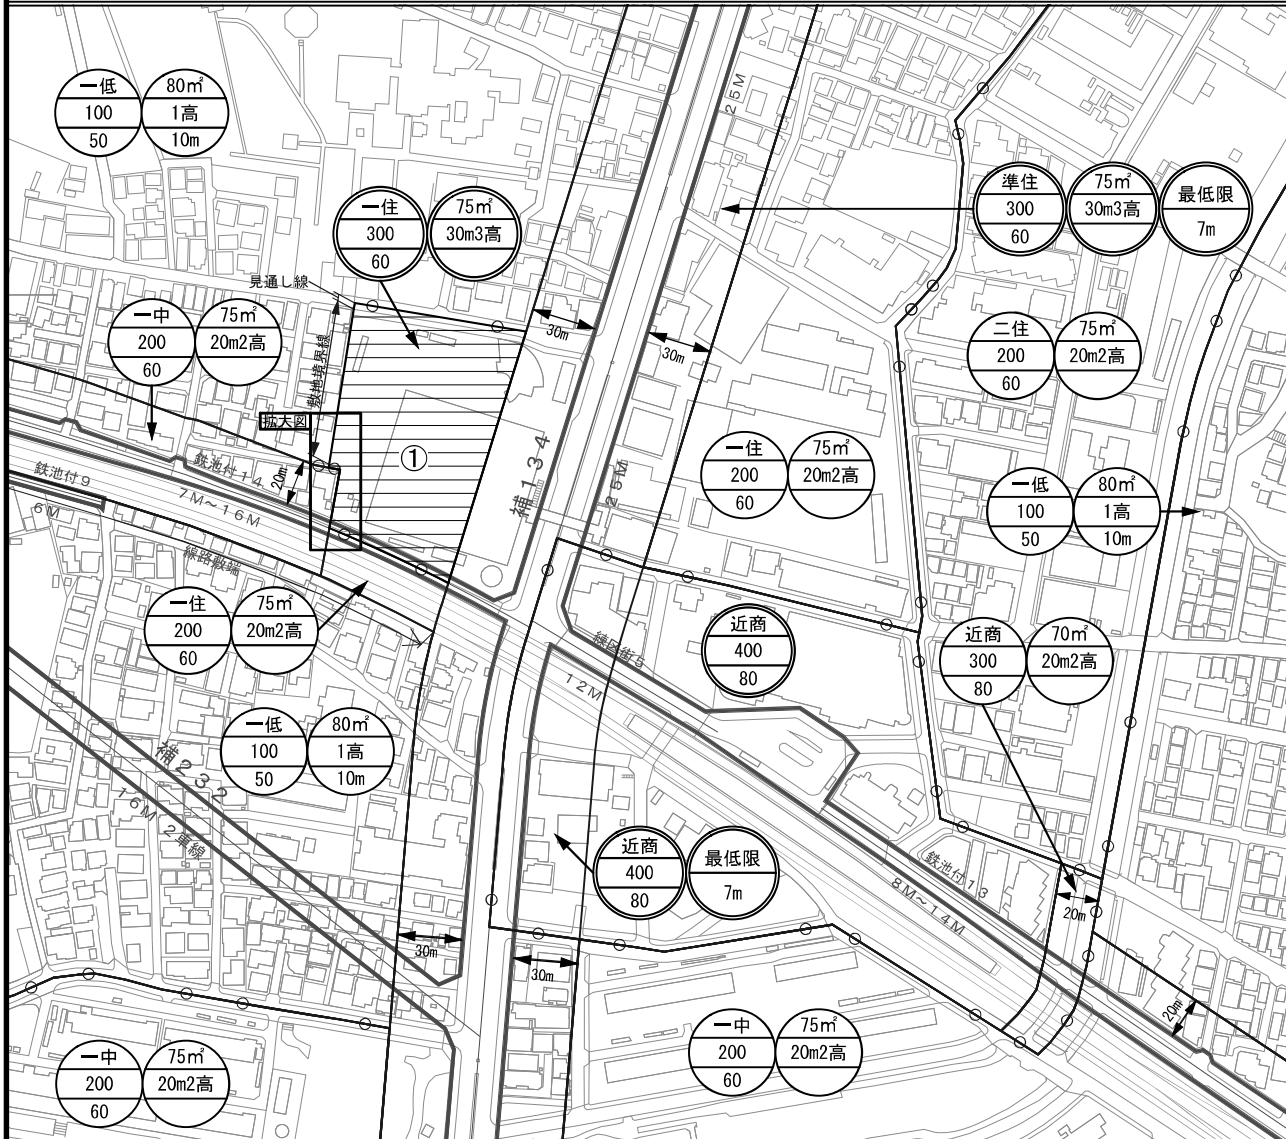 一低
100
50
80㎡
1高
10m
25M
一住
300
60
75㎡
30m3高
準住
300
60
75㎡
30m3高
最低限
7m
見通し線
一中
200
60
75㎡
20m2高
30m
30m
敷地境界線
二住
200
60
75㎡
20m2高
拡大図
①
補134
25M
一住
200
60
75㎡
20m2高
鉄池付9
鉄池付14
20m
7M～16M
6M
一低
100
50
80㎡
1高
10m
線路敷端
一住
200
60
75㎡
20m2高
近商
400
80
近商
300
80
70㎡
20m2高
練区街5
12M
一低
100
50
80㎡
1高
10m
補232
16M 2車線
近商
400
80
最低限
7m
鉄池付13
8M～14M
20m
30m
30m
20m
一中
200
60
75㎡
20m2高
一中
200
60
75㎡
20m2高